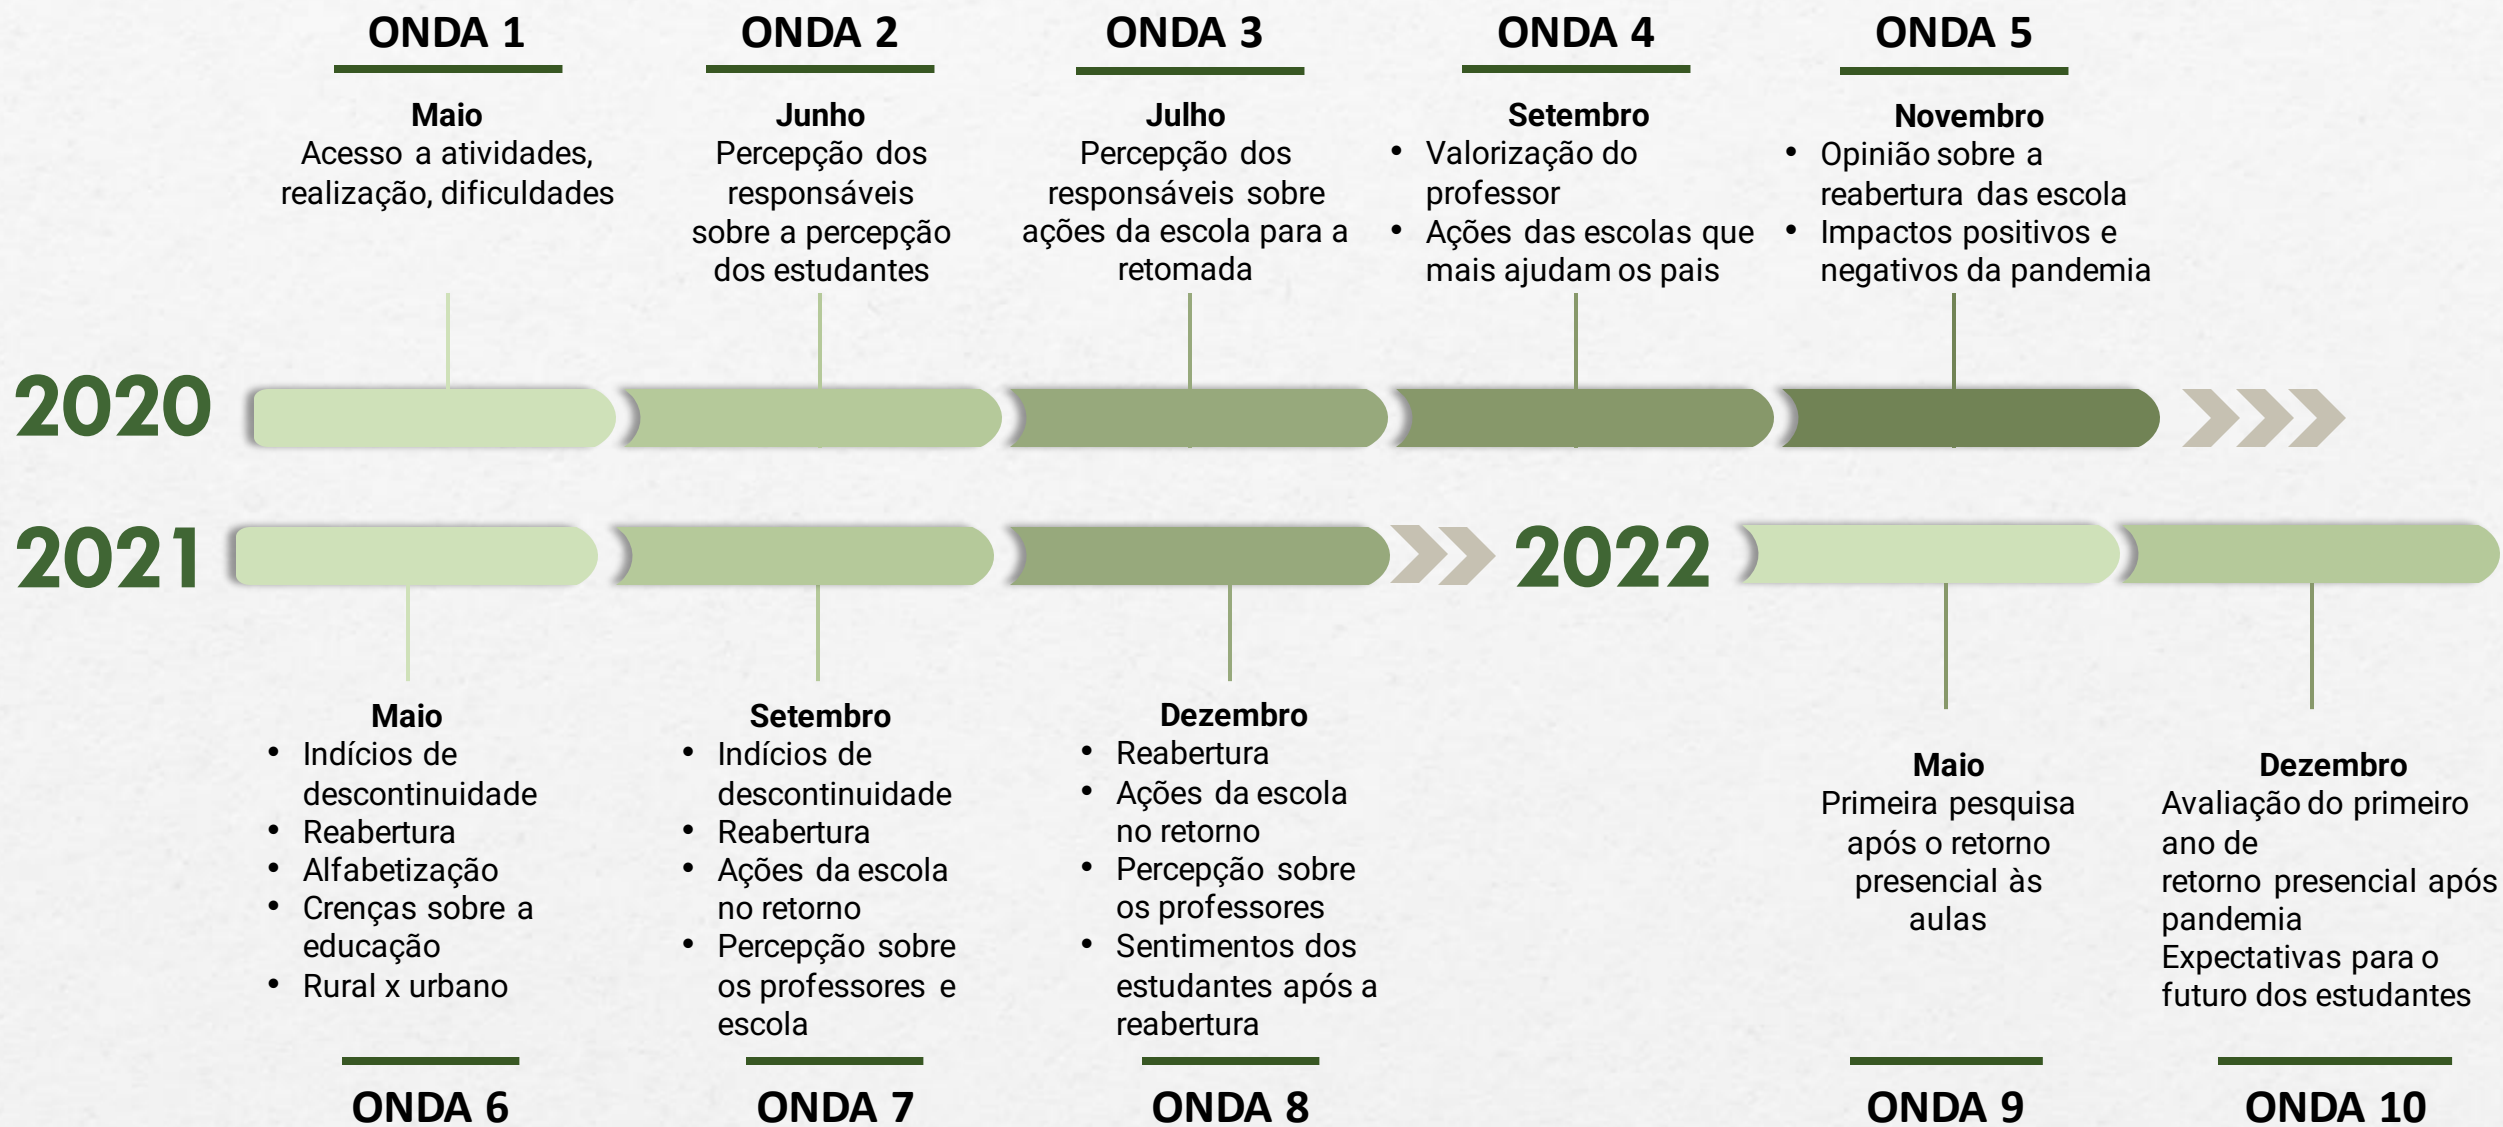 ONDA 1
Maio
Acesso a atividades,
realização, dificuldades
ONDA 2
Junho
Percepção dos
responsáveis
sobre a percepção
dos estudantes
ONDA 3
Julho
Percepção dos
responsáveis sobre
ações da escola para a
retomada
ONDA 4
Setembro
• Valorização do
professor
• Ações das escolas que
mais ajudam os pais
ONDA 5
Novembro
• Opinião sobre a
reabertura das escola
• Impactos positivos e
negativos da pandemia
2020
2021
2022
Maio
• Indícios de
descontinuidade
• Reabertura
• Alfabetização
• Crenças sobre a
educação
• Rural x urbano
ONDA 6
Setembro
• Indícios de
descontinuidade
• Reabertura
• Ações da escola
no retorno
• Percepção sobre
os professores e
escola
ONDA 7
Dezembro
• Reabertura
• Ações da escola
no retorno
• Percepção sobre
os professores
• Sentimentos dos
estudantes após a
reabertura
ONDA 8
Maio
Primeira pesquisa
após o retorno
presencial às
aulas
ONDA 9
Dezembro
Avaliação do primeiro
ano de
retorno presencial após
pandemia
Expectativas para o
futuro dos estudantes
ONDA 10